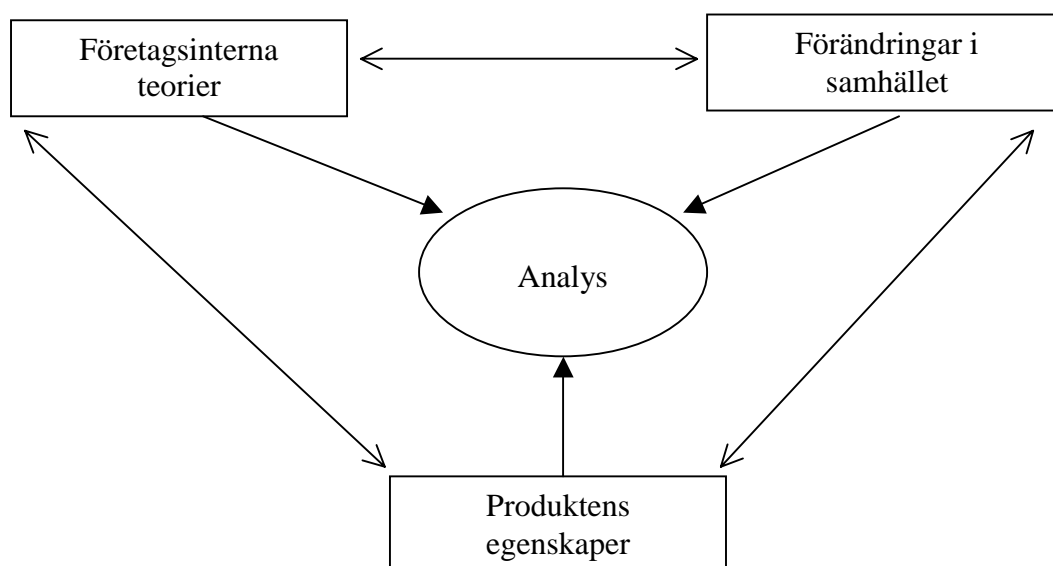 Företagsinterna
teorier
Förändringar i
samhället
Analys
Produktens
egenskaper